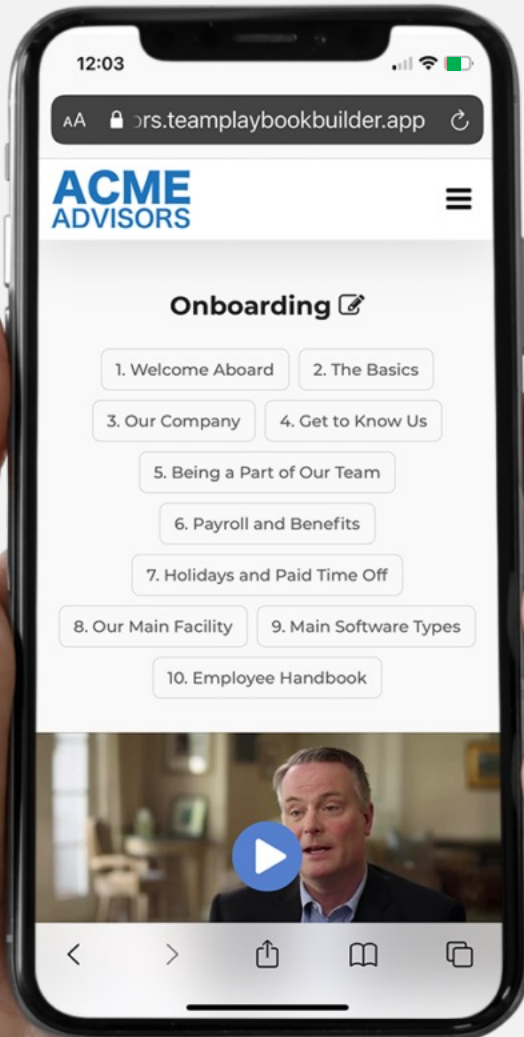 12:03
AA ors.teamplaybookbuilder.app
ACME
ADVISORS
Onboarding
1. Welcome Aboard 2. The Basics
3. Our Company 4. Get to Know Us
5. Being a Part of Our Team
6. Payroll and Benefits
7. Holidays and Paid Time Off
8. Our Main Facility 9. Main Software Types
10. Employee Handbook